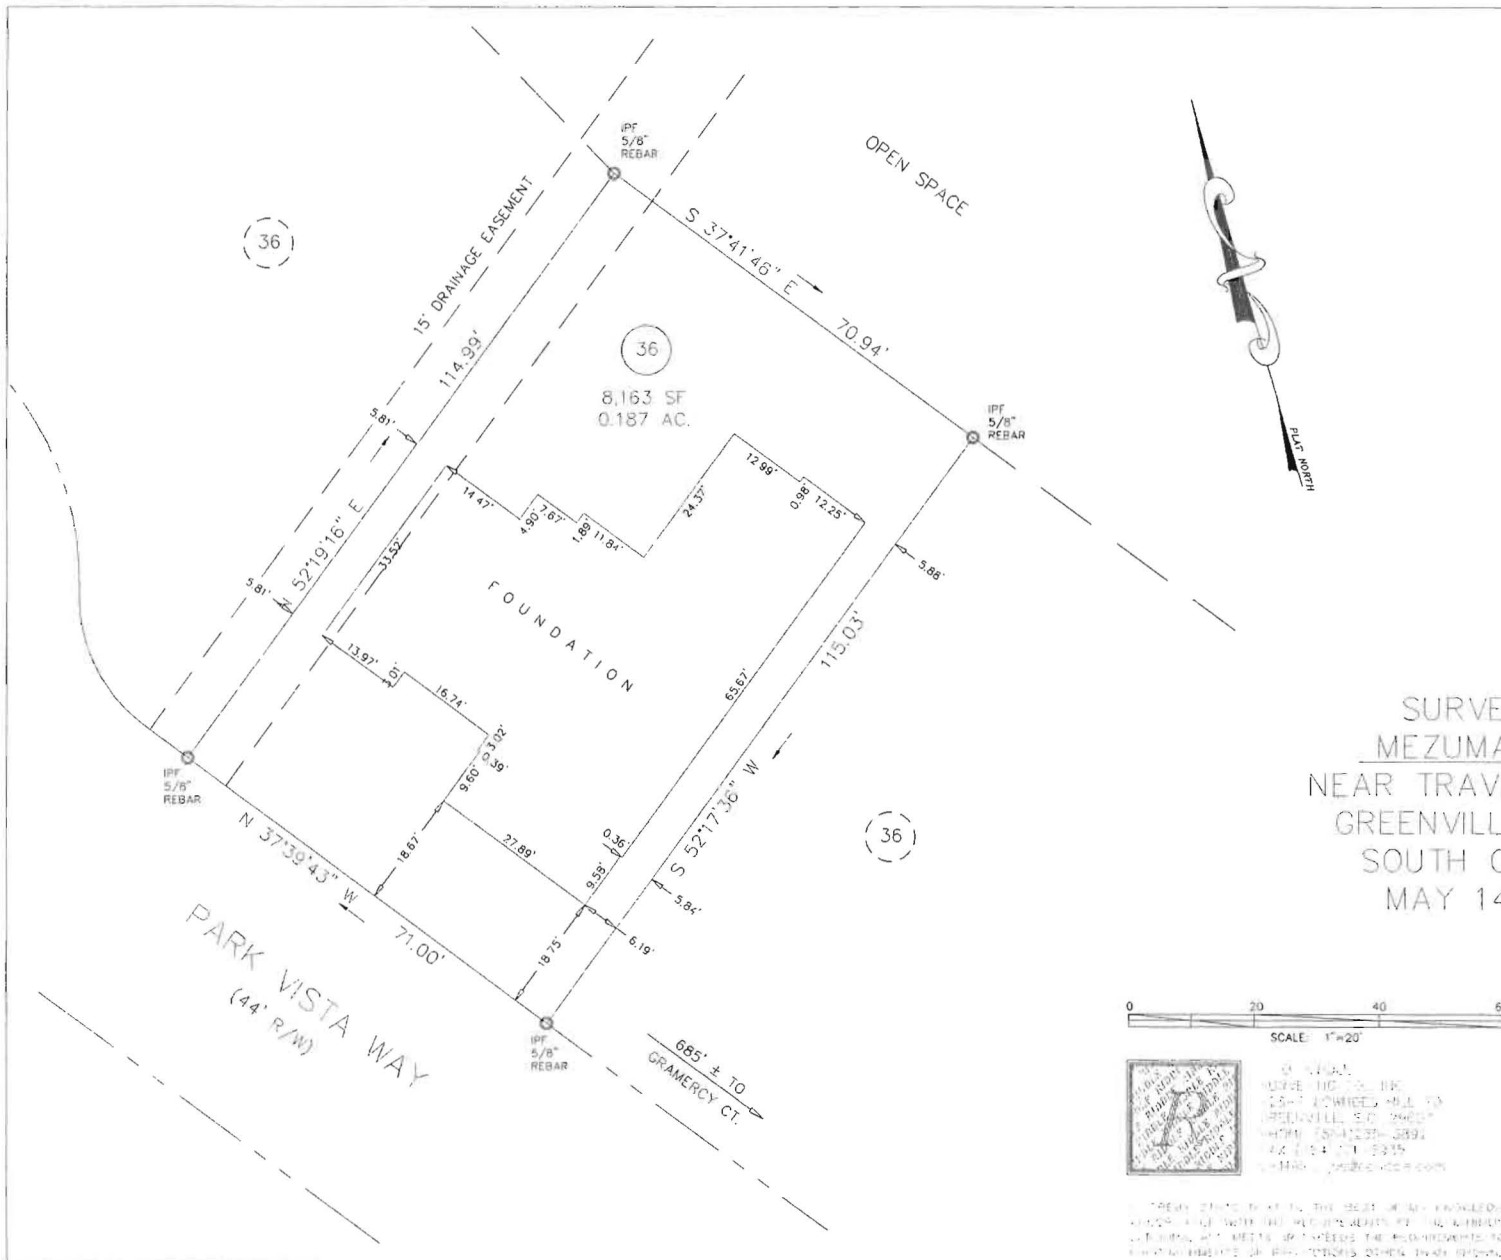 IPF
5/8"
REBAR
OPEN SPACE
36
15' DRAINAGE EASEMENT
S 37°41'46" E
70.94'
114.99'
36
8,163 SF
0.187 AC.
IPF
5/8"
REBAR
PLAT NORTH
5.81'
12.99'
0.98'
12.25'
14.47'
4.90'
7.67'
1.89'
11.84'
24.37'
5.88'
N 52°19'16" E
33.52'
5.81'
FOUNDATION
115.03'
13.97'
16.74'
65.67'
3.02'
0.39'
9.60'
SURVE
MEZUMA
NEAR TRAV
GREENVILL
SOUTH C
MAY 14
IPF
5/8"
REBAR
N 37°39'43" W
71.00'
18.67'
27.89'
0.36'
9.58'
S 52°17'36" W
36
5.84'
6.19'
18.75'
PARK VISTA WAY
(44' R/W)
IPF
5/8"
REBAR
685' ± TO
GRAMERCY CT.
0 20 40 6
SCALE: 1"=20'